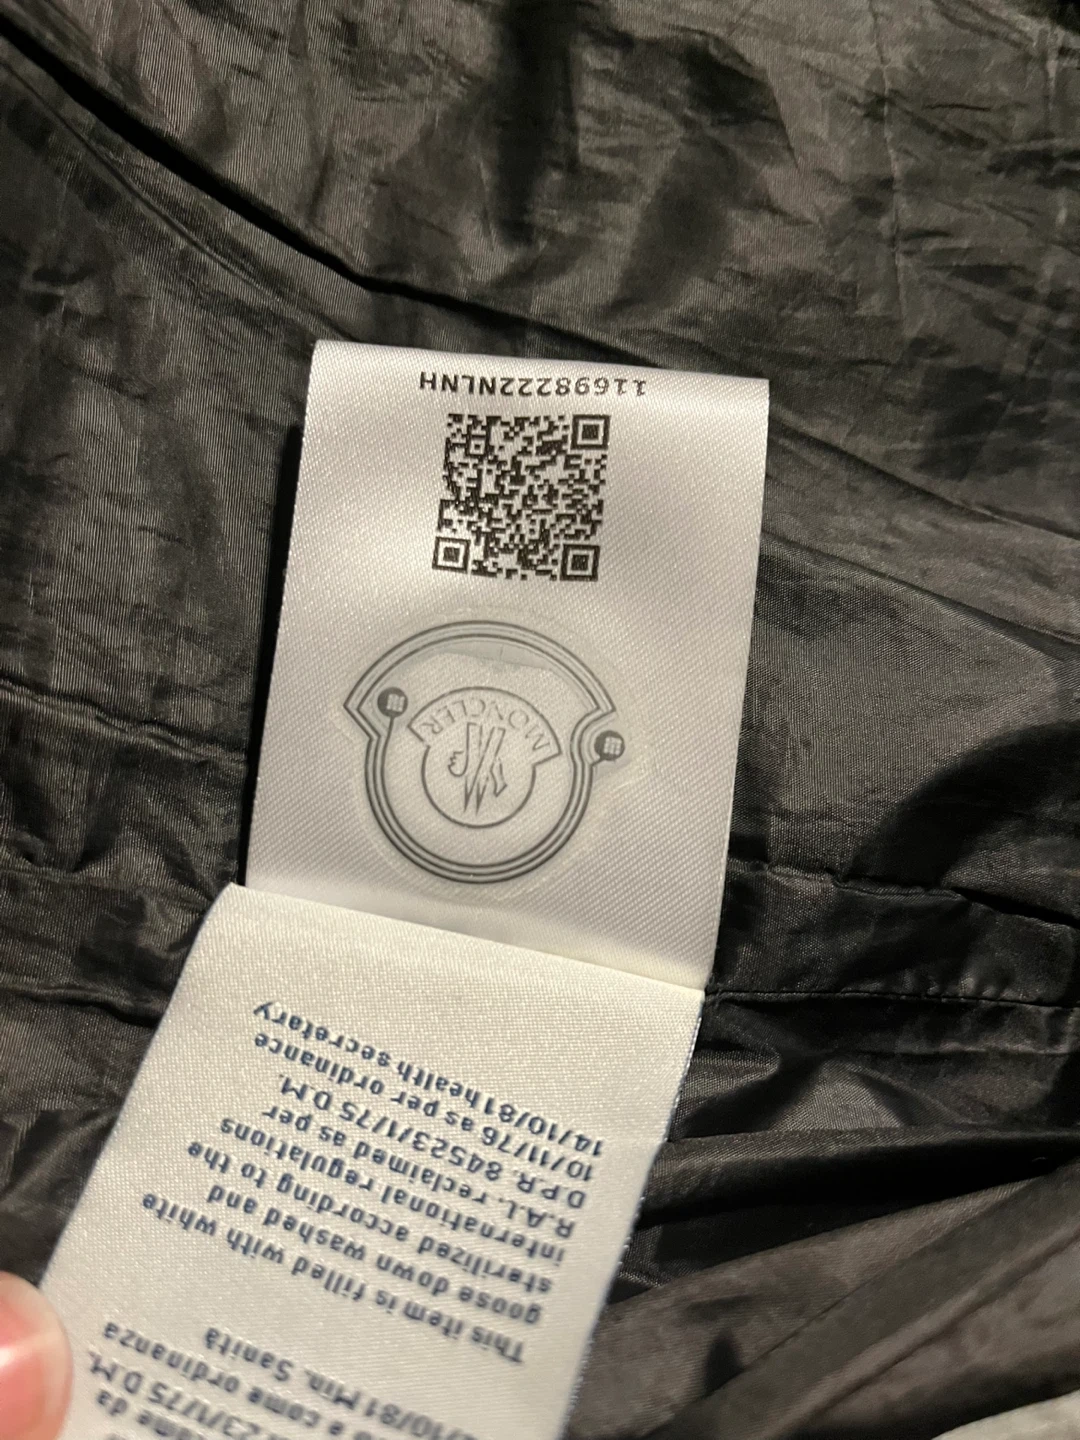 da
23/1/75 D.M.
a come ordinanza
/10/81 Min. Sanità
This item is filled with white
goose down washed and
sterilized according to the
international regulations
R.A.L. reclaimed as per
D.P.R. 84523/1/75 D.M.
10/11/76 as per ordinance
14/10/81 health secretary
MONCLER
11698222NLNH